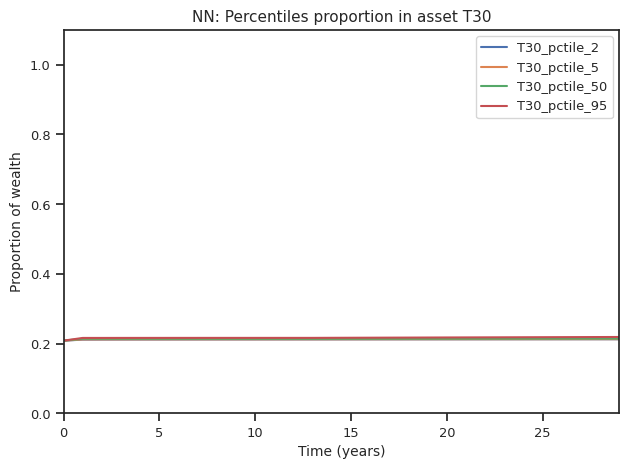 NN: Percentiles proportion in asset T30
T30_pctile_2
T30_pctile_5
T30_pctile_50
T30_pctile_95
Proportion of wealth
1.0
0.8
0.6
0.4
0.2
0.0
0 5 10 15 20 25
Time (years)